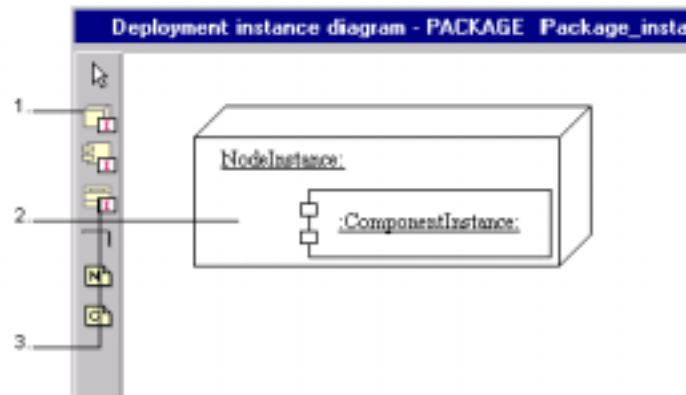 Deployment instance diagram - PACKAGE Package_insta
1.
I
NodeInstance:
I
I
2.
:ComponentInstance:
N
C
3.